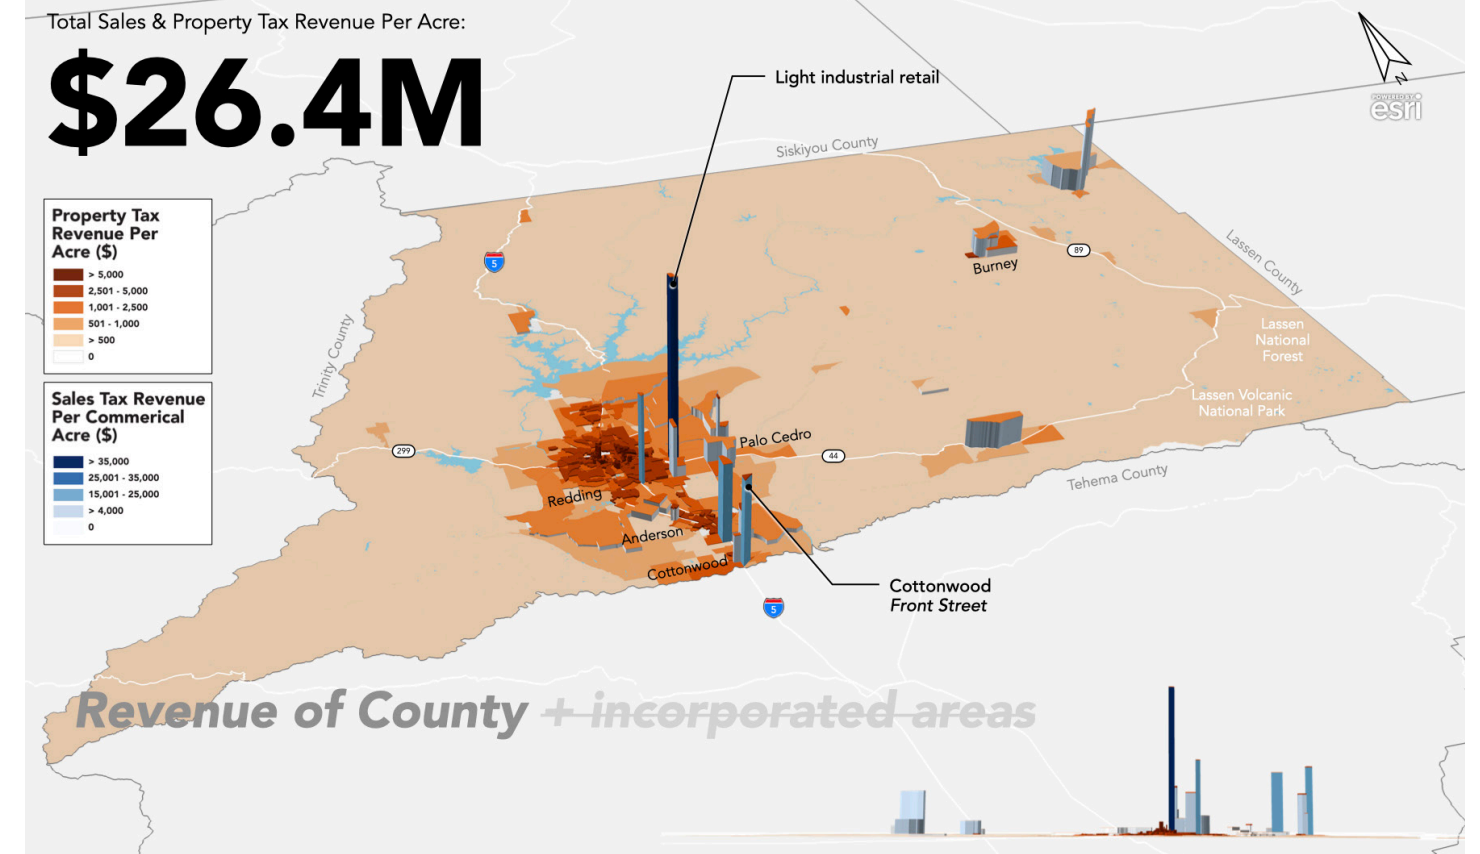 Total Sales & Property Tax Revenue Per Acre:
$26.4M
Light industrial retail
N
POWERED BY
esri
Siskiyou County
Property Tax
Revenue Per
Acre ($)
> 5,000
2,501 - 5,000
1,001 - 2,500
501 - 1,000
> 500
0
5
89
Burney
Lassen County
Trinity County
Lassen
National
Forest
Sales Tax Revenue
Per Commerical
Acre ($)
> 35,000
25,001 - 35,000
15,001 - 25,000
> 4,000
0
Lassen Volcanic
National Park
299
Palo Cedro
44
Tehema County
Redding
Anderson
Cottonwood
Cottonwood
Front Street
5
Revenue of County + incorporated areas